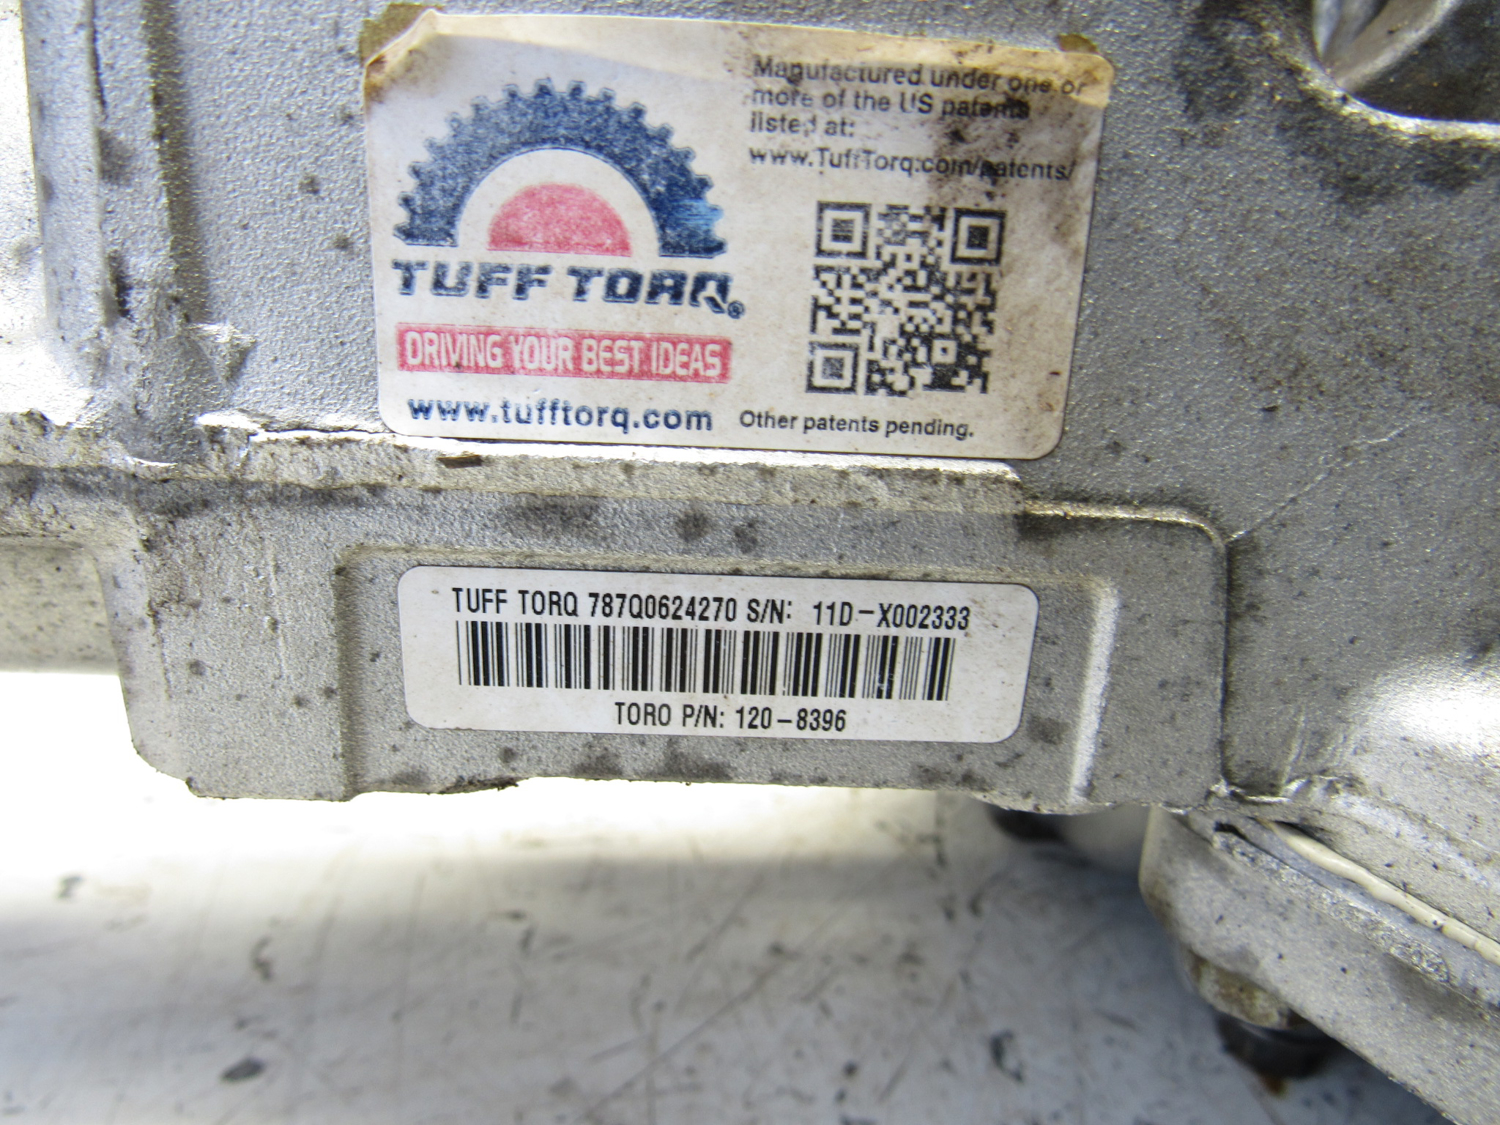 Manufactured under one or
more of the US patents
listed at:
www.TuffTorq.com/patents/
TUFF TORQ®
DRIVING YOUR BEST IDEAS
www.tufftorq.com
Other patents pending.
TUFF TORQ 787Q0624270 S/N: 11D-X002333
TORO P/N: 120-8396